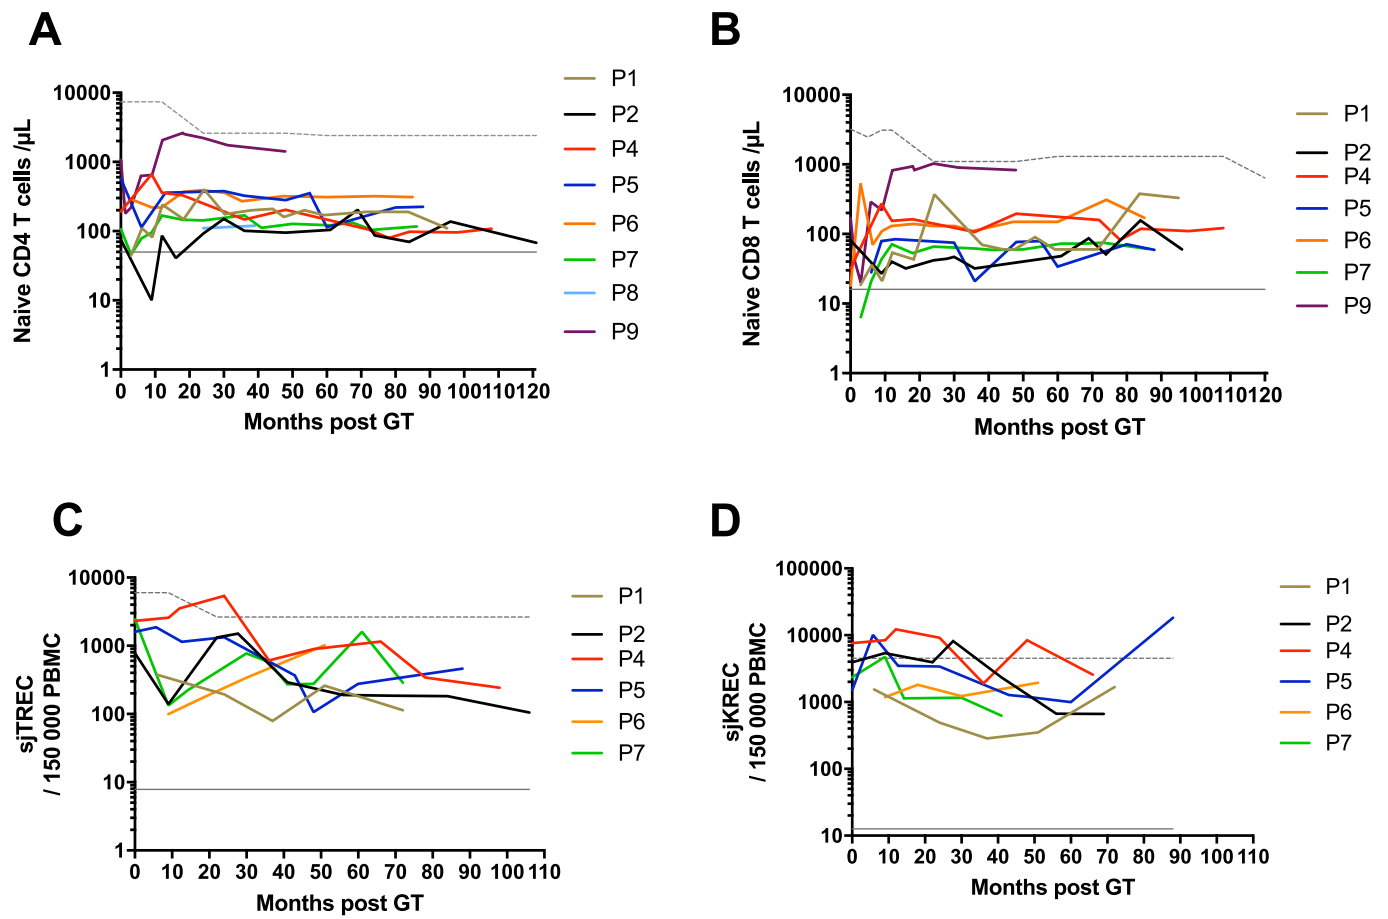 A
10000
1000
100
10
1
Naive CD4 T cells /µL
0 10 20 30 40 50 60 70 80 90 100 110 120
Months post GT
P1
P2
P4
P5
P6
P7
P8
P9
B
10000
1000
100
10
1
Naive CD8 T cells /µL
0 10 20 30 40 50 60 70 80 90 100 110 120
Months post GT
P1
P2
P4
P5
P6
P7
P9
C
10000
1000
100
10
1
sjTREC
/ 150 000 PBMC
0 10 20 30 40 50 60 70 80 90 100 110
Months post GT
P1
P2
P4
P5
P6
P7
D
100000
10000
1000
100
10
sjKREC
/ 150 000 PBMC
0 10 20 30 40 50 60 70 80 90 100 110
Months post GT
P1
P2
P4
P5
P6
P7